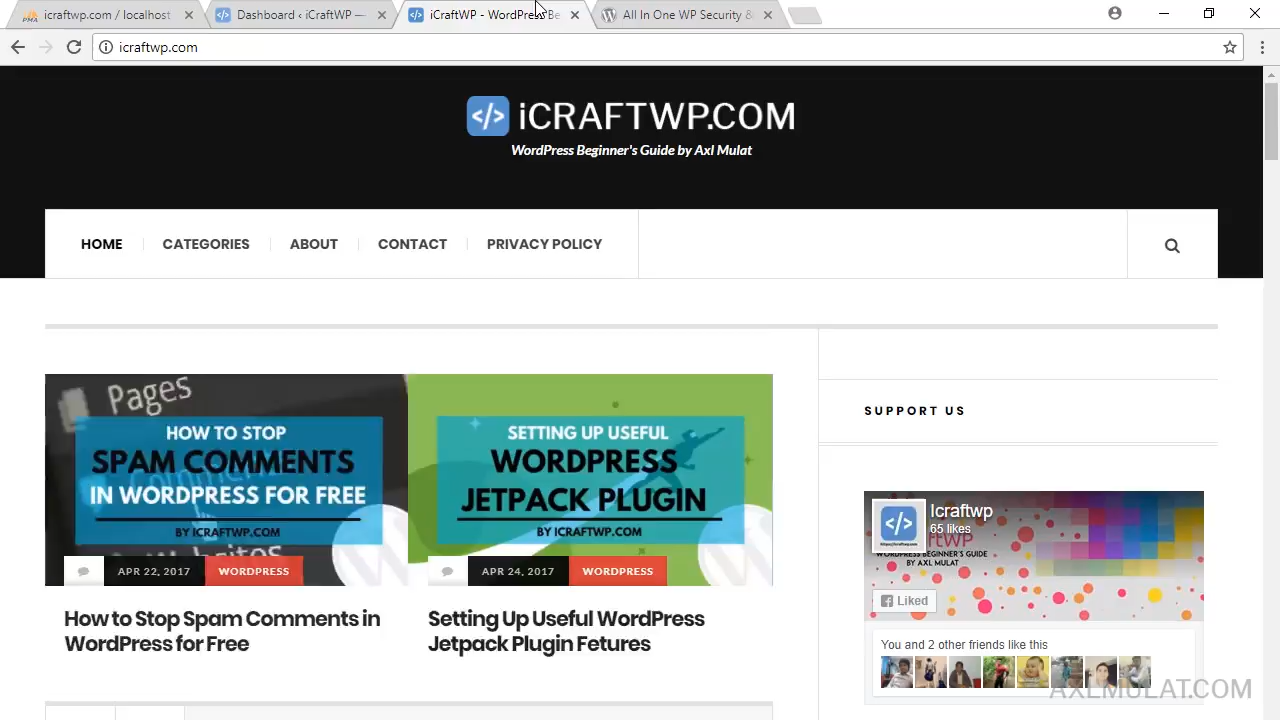 icraftwp.com / localhost
Dashboard ‹ iCraftWP —
iCraftWP - WordPress Be
All In One WP Security &
icraftwp.com
</> iCRAFTWP.COM
WordPress Beginner's Guide by Axl Mulat
HOME
CATEGORIES
ABOUT
CONTACT
PRIVACY POLICY
SUPPORT US
Pages
HOW TO STOP
SPAM COMMENTS
IN WORDPRESS FOR FREE
BY ICRAFTWP.COM
APR 22, 2017
WORDPRESS
How to Stop Spam Comments in
WordPress for Free
SETTING UP USEFUL
WORDPRESS
JETPACK PLUGIN
BY ICRAFTWP.COM
APR 24, 2017
WORDPRESS
Setting Up Useful WordPress
Jetpack Plugin Fetures
Icraftwp
65 likes
WORDPRESS BEGINNER'S GUIDE
BY AXL MULAT
Liked
You and 2 other friends like this
AXLMULAT.COM